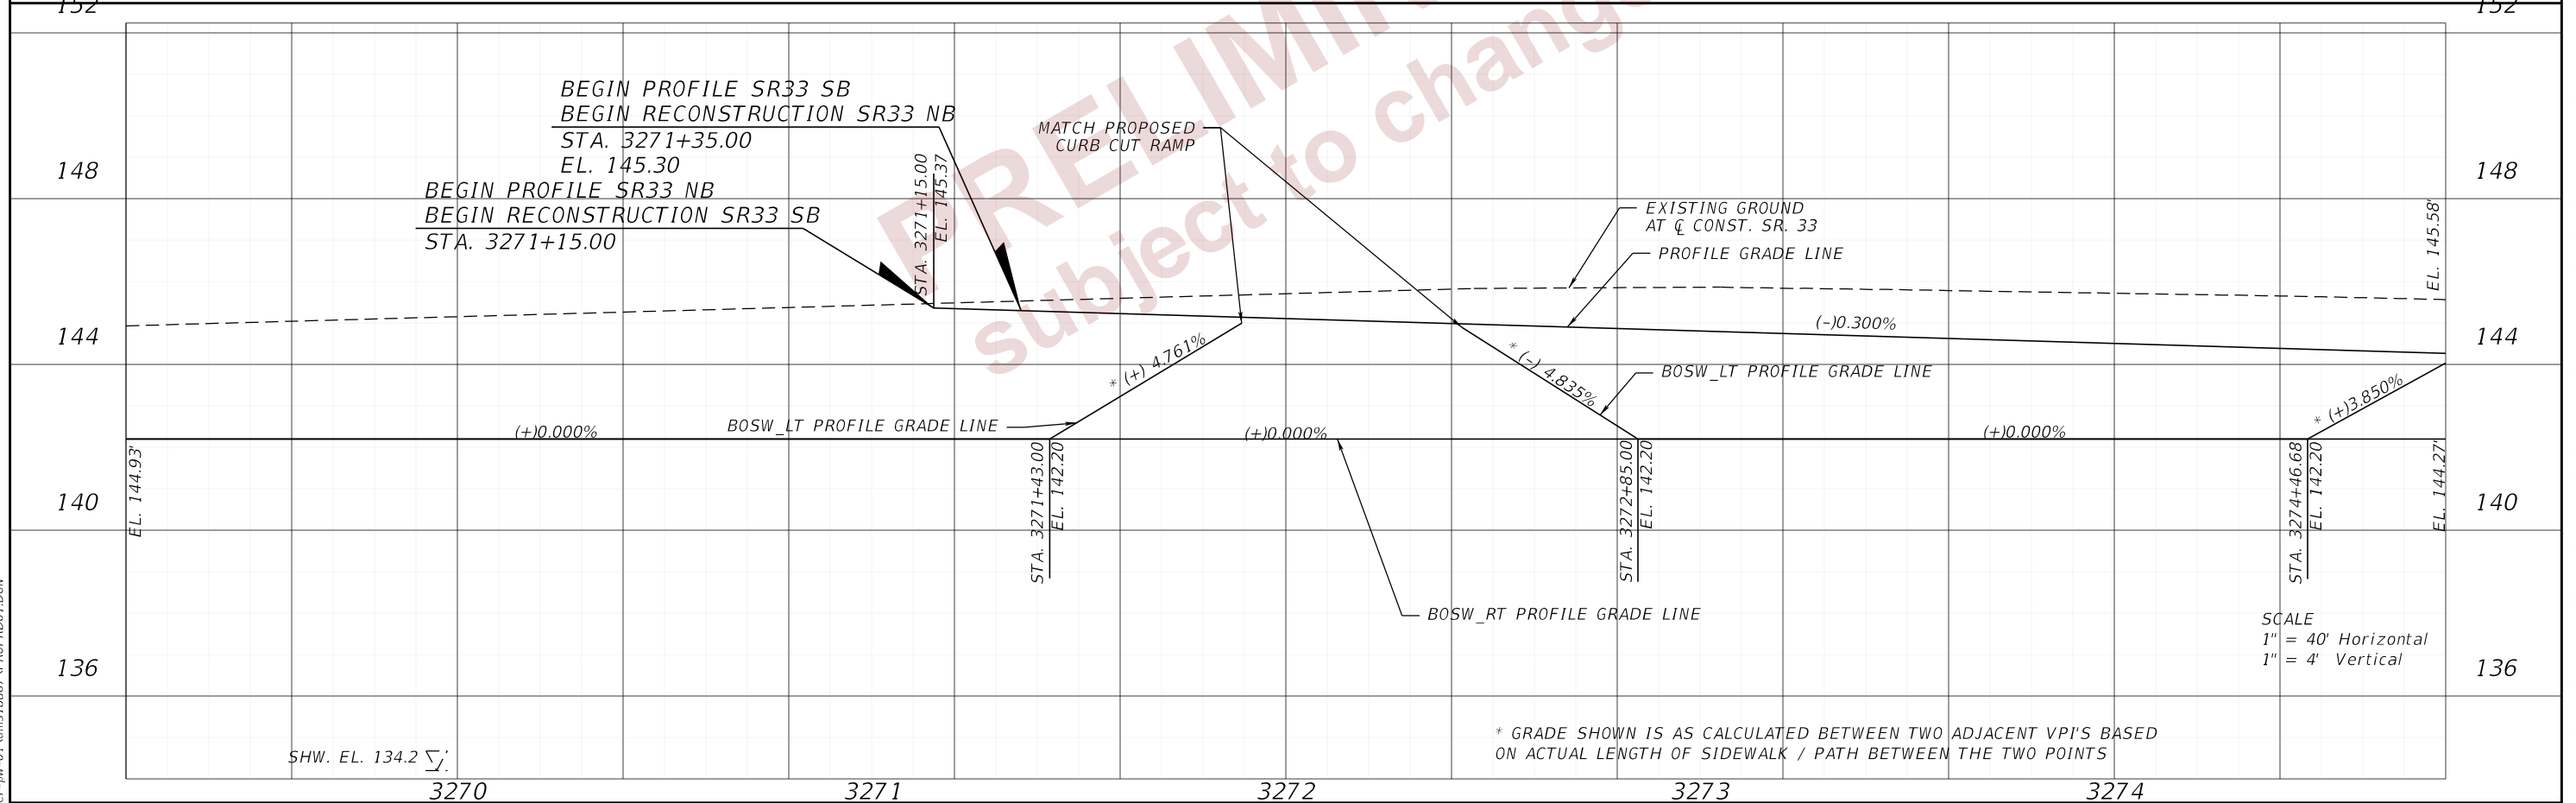 152
152
PRELIMIN
subject to change
BEGIN PROFILE SR33 SB
BEGIN RECONSTRUCTION SR33 NB
STA. 3271+35.00
EL. 145.30
BEGIN PROFILE SR33 NB
BEGIN RECONSTRUCTION SR33 SB
STA. 3271+15.00
STA. 3271+15.00
EL. 145.37
MATCH PROPOSED
CURB CUT RAMP
148
148
EXISTING GROUND
AT ℄ CONST. SR. 33
PROFILE GRADE LINE
EL. 145.58'
144
144
(-)0.300%
* (+) 4.761%
* (-) 4.835%
BOSW_LT PROFILE GRADE LINE
* (+)3.850%
BOSW_LT PROFILE GRADE LINE
(+)0.000%
(+)0.000%
(+)0.000%
EL. 144.93'
STA. 3271+43.00
EL. 142.20
STA. 3272+85.00
EL. 142.20
STA. 3274+46.68
EL. 142.20
EL. 144.27'
140
140
BOSW_RT PROFILE GRADE LINE
SCALE
1" = 40' Horizontal
1" = 4' Vertical
136
136
* GRADE SHOWN IS AS CALCULATED BETWEEN TWO ADJACENT VPI'S BASED
ON ACTUAL LENGTH OF SIDEWALK / PATH BETWEEN THE TWO POINTS
SHW. EL. 134.2
3270
3271
3272
3273
3274